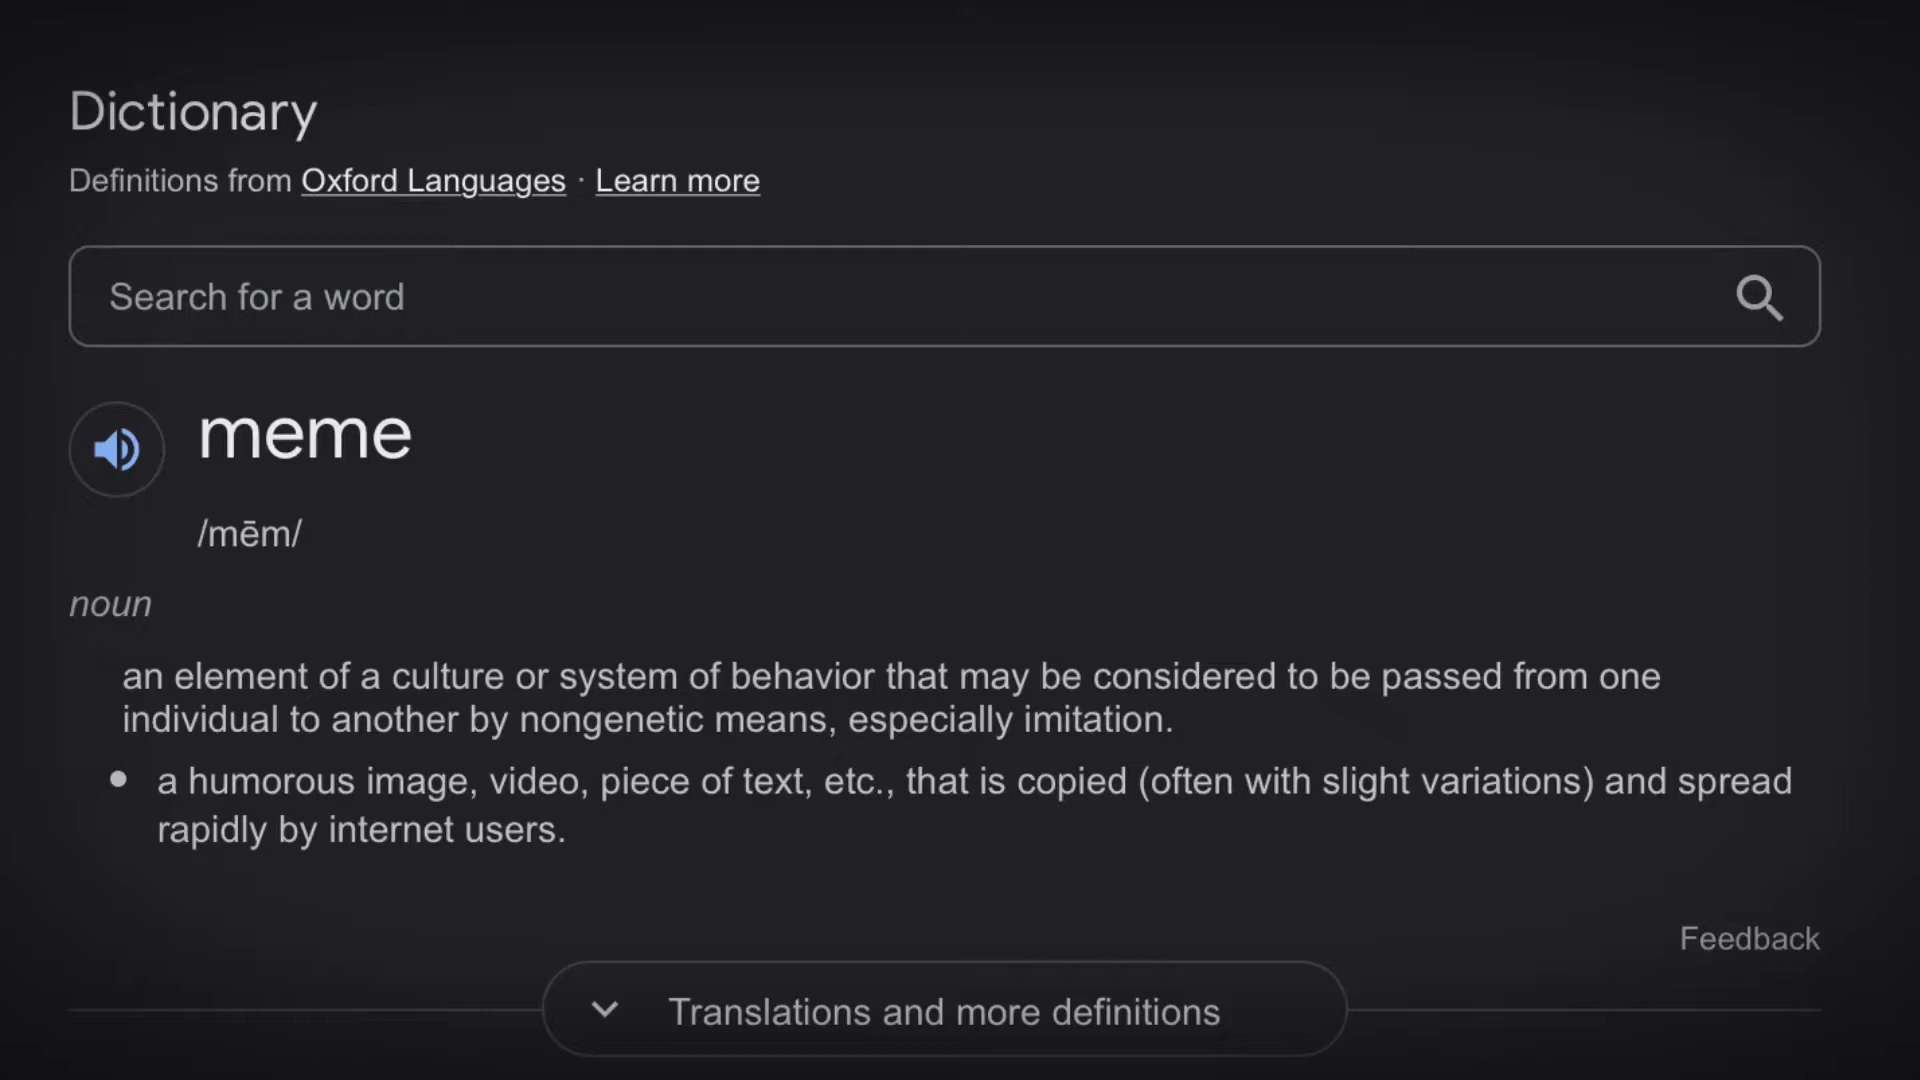 Dictionary
Definitions from Oxford Languages · Learn more
Search for a word
meme
/mēm/
noun
an element of a culture or system of behavior that may be considered to be passed from one
individual to another by nongenetic means, especially imitation.
• a humorous image, video, piece of text, etc., that is copied (often with slight variations) and spread
rapidly by internet users.
Feedback
Translations and more definitions